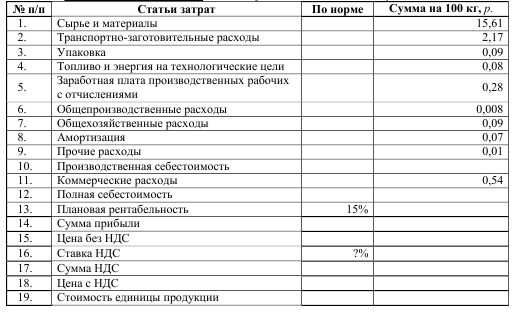 № п/п Статьи затрат По норме Сумма на 100 кг, р.
1. Сырье и материалы 15,61
2. Транспортно-заготовительные расходы 2,17
3. Упаковка 0,09
4. Топливо и энергия на технологические цели 0,08
5. Заработная плата производственных рабочих
с отчислениями 0,28
6. Общепроизводственные расходы 0,008
7. Общехозяйственные расходы 0,09
8. Амортизация 0,07
9. Прочие расходы 0,01
10. Производственная себестоимость
11. Коммерческие расходы 0,54
12. Полная себестоимость
13. Плановая рентабельность 15%
14. Сумма прибыли
15. Цена без НДС
16. Ставка НДС ?%
17. Сумма НДС
18. Цена с НДС
19. Стоимость единицы продукции